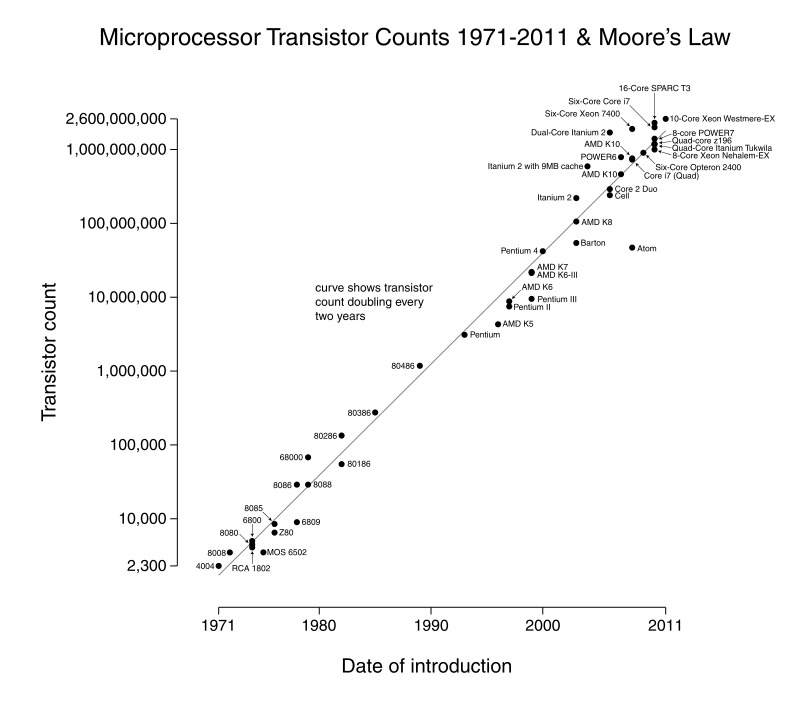 Microprocessor Transistor Counts 1971-2011 & Moore's Law
Transistor count
2,600,000,000
1,000,000,000
100,000,000
10,000,000
1,000,000
100,000
10,000
2,300
curve shows transistor
count doubling every
two years
16-Core SPARC T3
Six-Core Core i7
Six-Core Xeon 7400
10-Core Xeon Westmere-EX
Dual-Core Itanium 2
8-core POWER7
Quad-core z196
AMD K10
Quad-Core Itanium Tukwila
POWER6
8-Core Xeon Nehalem-EX
Itanium 2 with 9MB cache
Six-Core Opteron 2400
AMD K10
Core i7 (Quad)
Core 2 Duo
Itanium 2
Cell
AMD K8
Barton
Pentium 4
Atom
AMD K7
AMD K6-III
AMD K6
Pentium III
Pentium II
AMD K5
Pentium
80486
80386
80286
68000
80186
8086
8088
8085
6800
6809
8080
Z80
8008
MOS 6502
4004
RCA 1802
1971
1980
1990
2000
2011
Date of introduction